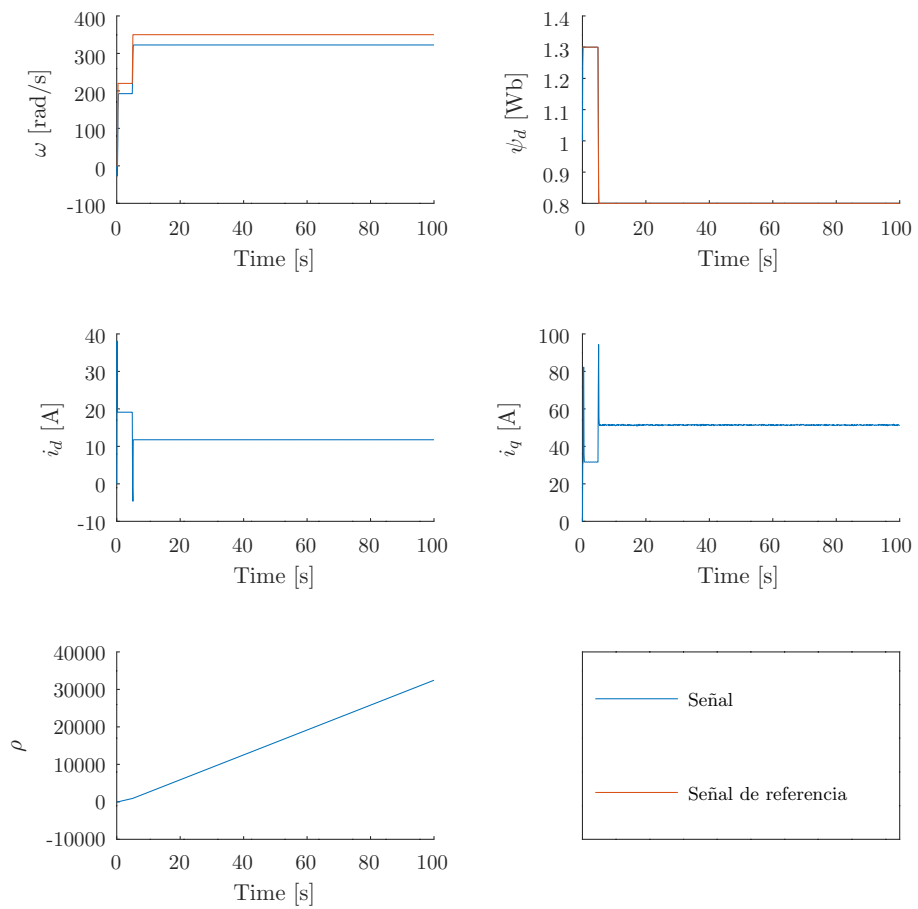 400
300
200
100
0
-100
ω [rad/s]
0 20 40 60 80 100
Time [s]
1.4
1.3
1.2
1.1
1
0.9
0.8
ψd [Wb]
0 20 40 60 80 100
Time [s]
40
30
20
10
0
-10
id [A]
0 20 40 60 80 100
Time [s]
100
80
60
40
20
0
iq [A]
0 20 40 60 80 100
Time [s]
40000
30000
20000
10000
0
-10000
ρ
0 20 40 60 80 100
Time [s]
Señal
Señal de referencia